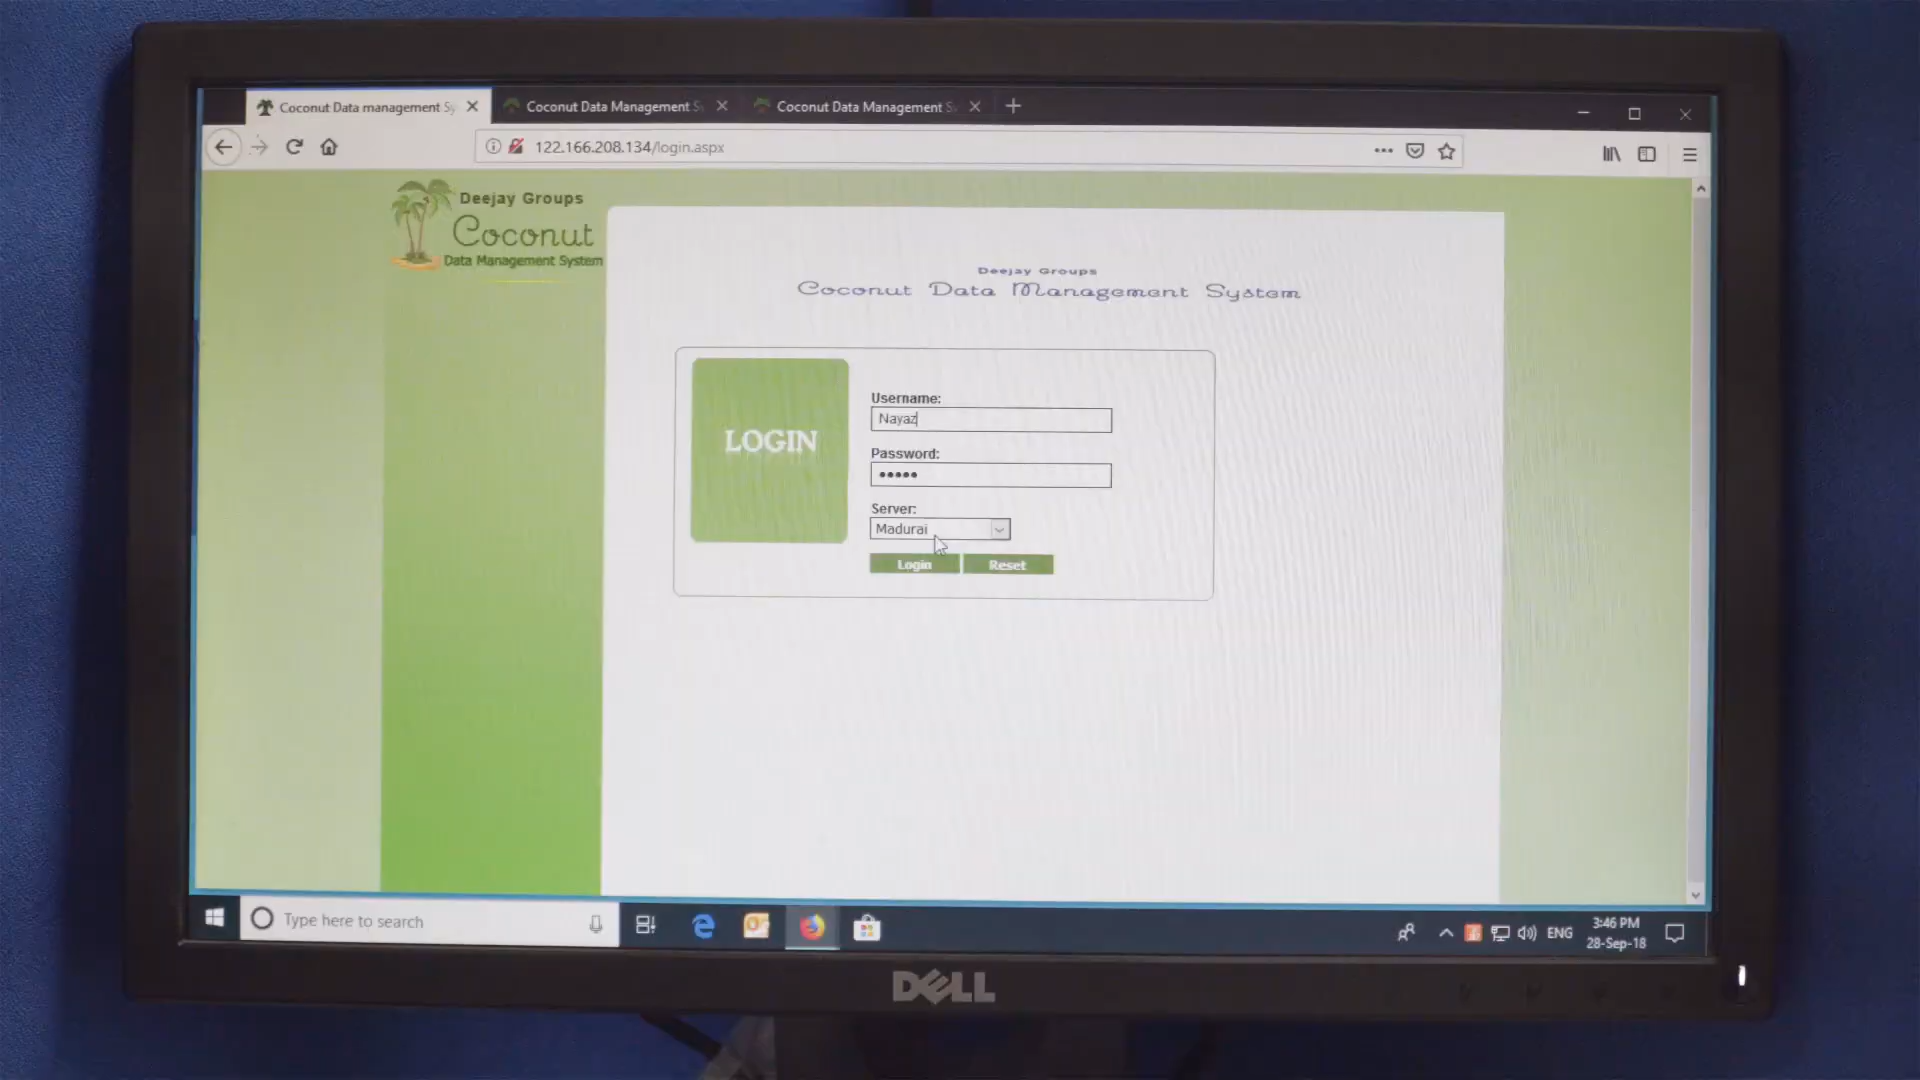 Coconut Data management Sy
Coconut Data Management S
Coconut Data Management S
122.166.208.134/login.aspx
Deejay Groups
Coconut
Data Management System
Deejay Groups
Coconut Data Management System
LOGIN
Username:
Nayaz
Password:
Server:
Madurai
Login
Reset
Type here to search
ENG
3:46 PM
28-Sep-18
DELL